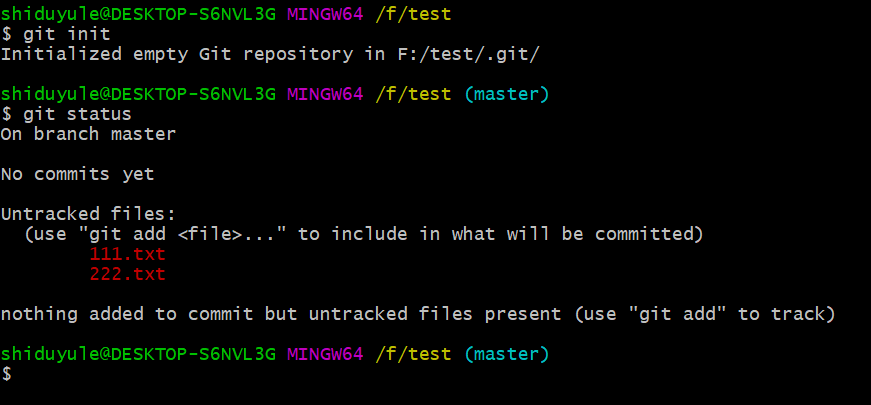 shiduyule@DESKTOP-S6NVL3G MINGW64 /f/test
$ git init
Initialized empty Git repository in F:/test/.git/
shiduyule@DESKTOP-S6NVL3G MINGW64 /f/test (master)
$ git status
On branch master
No commits yet
Untracked files:
  (use "git add <file>..." to include in what will be committed)
        111.txt
        222.txt
nothing added to commit but untracked files present (use "git add" to track)
shiduyule@DESKTOP-S6NVL3G MINGW64 /f/test (master)
$